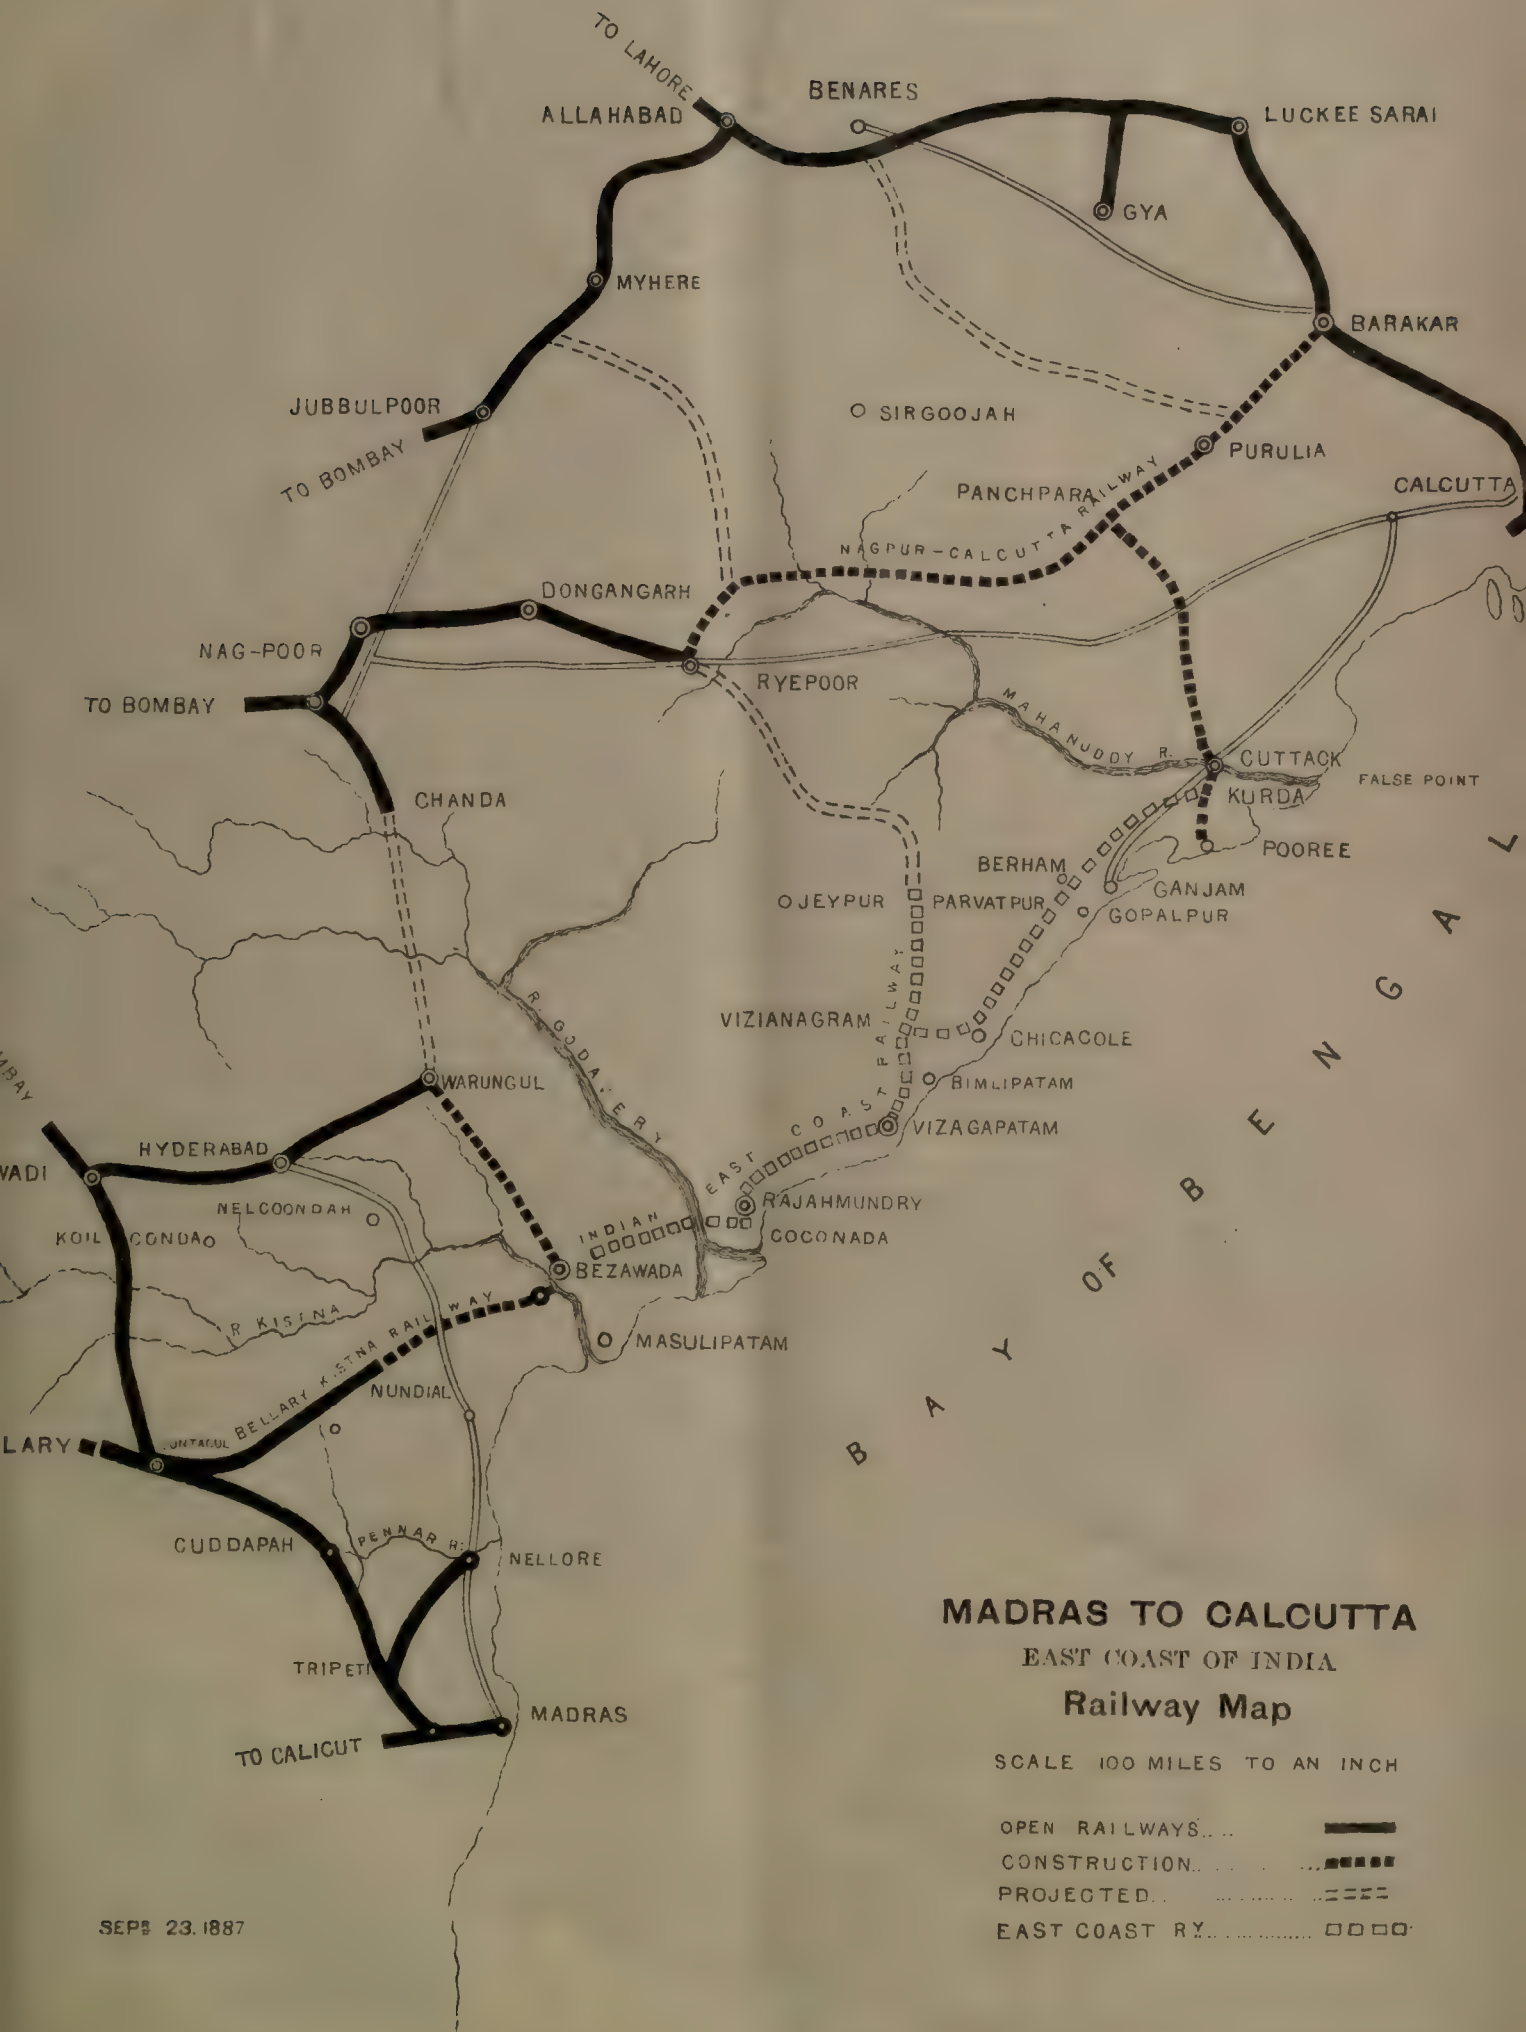 TO LAHORE
BENARES
ALLAHABAD
LUCKEE SARAI
GYA
MYHERE
BARAKAR
JUBBULPOOR
SIRGOOJAH
TO BOMBAY
PURULIA
PANCHPARA
CALCUTTA
NAGPUR-CALCUTTA RAILWAY
DONGANGARH
NAG-POOR
RYEPOOR
TO BOMBAY
MAHANUDDY R.
CUTTACK
FALSE POINT
CHANDA
KURDA
POOREE
BERHAM
GANJAM
JEYPUR
PARVATPUR
GOPALPUR
VIZIANAGRAM
CHICACOLE
R. GODAVERY
WARUNGUL
BIMLIPATAM
MBAY
HYDERABAD
VIZAGAPATAM
WADI
INDIAN EAST COAST RAILWAY
NELCOONDAH
RAJAHMUNDRY
KOIL CONDAO
COCONADA
BEZAWADA
R KISTNA
MASULIPATAM
BELLARY KISTNA RAILWAY
NUNDIAL
LARY
UNTAGUL
BAY OF BENGAL
CUDDAPAH
PENNAR R.
NELLORE
TRIPETI
MADRAS
TO CALICUT
MADRAS TO CALCUTTA
EAST COAST OF INDIA
Railway Map
SCALE 100 MILES TO AN INCH
OPEN RAILWAYS....
CONSTRUCTION.......
PROJECTED..............
EAST COAST RY...............
SEPR 23. 1887